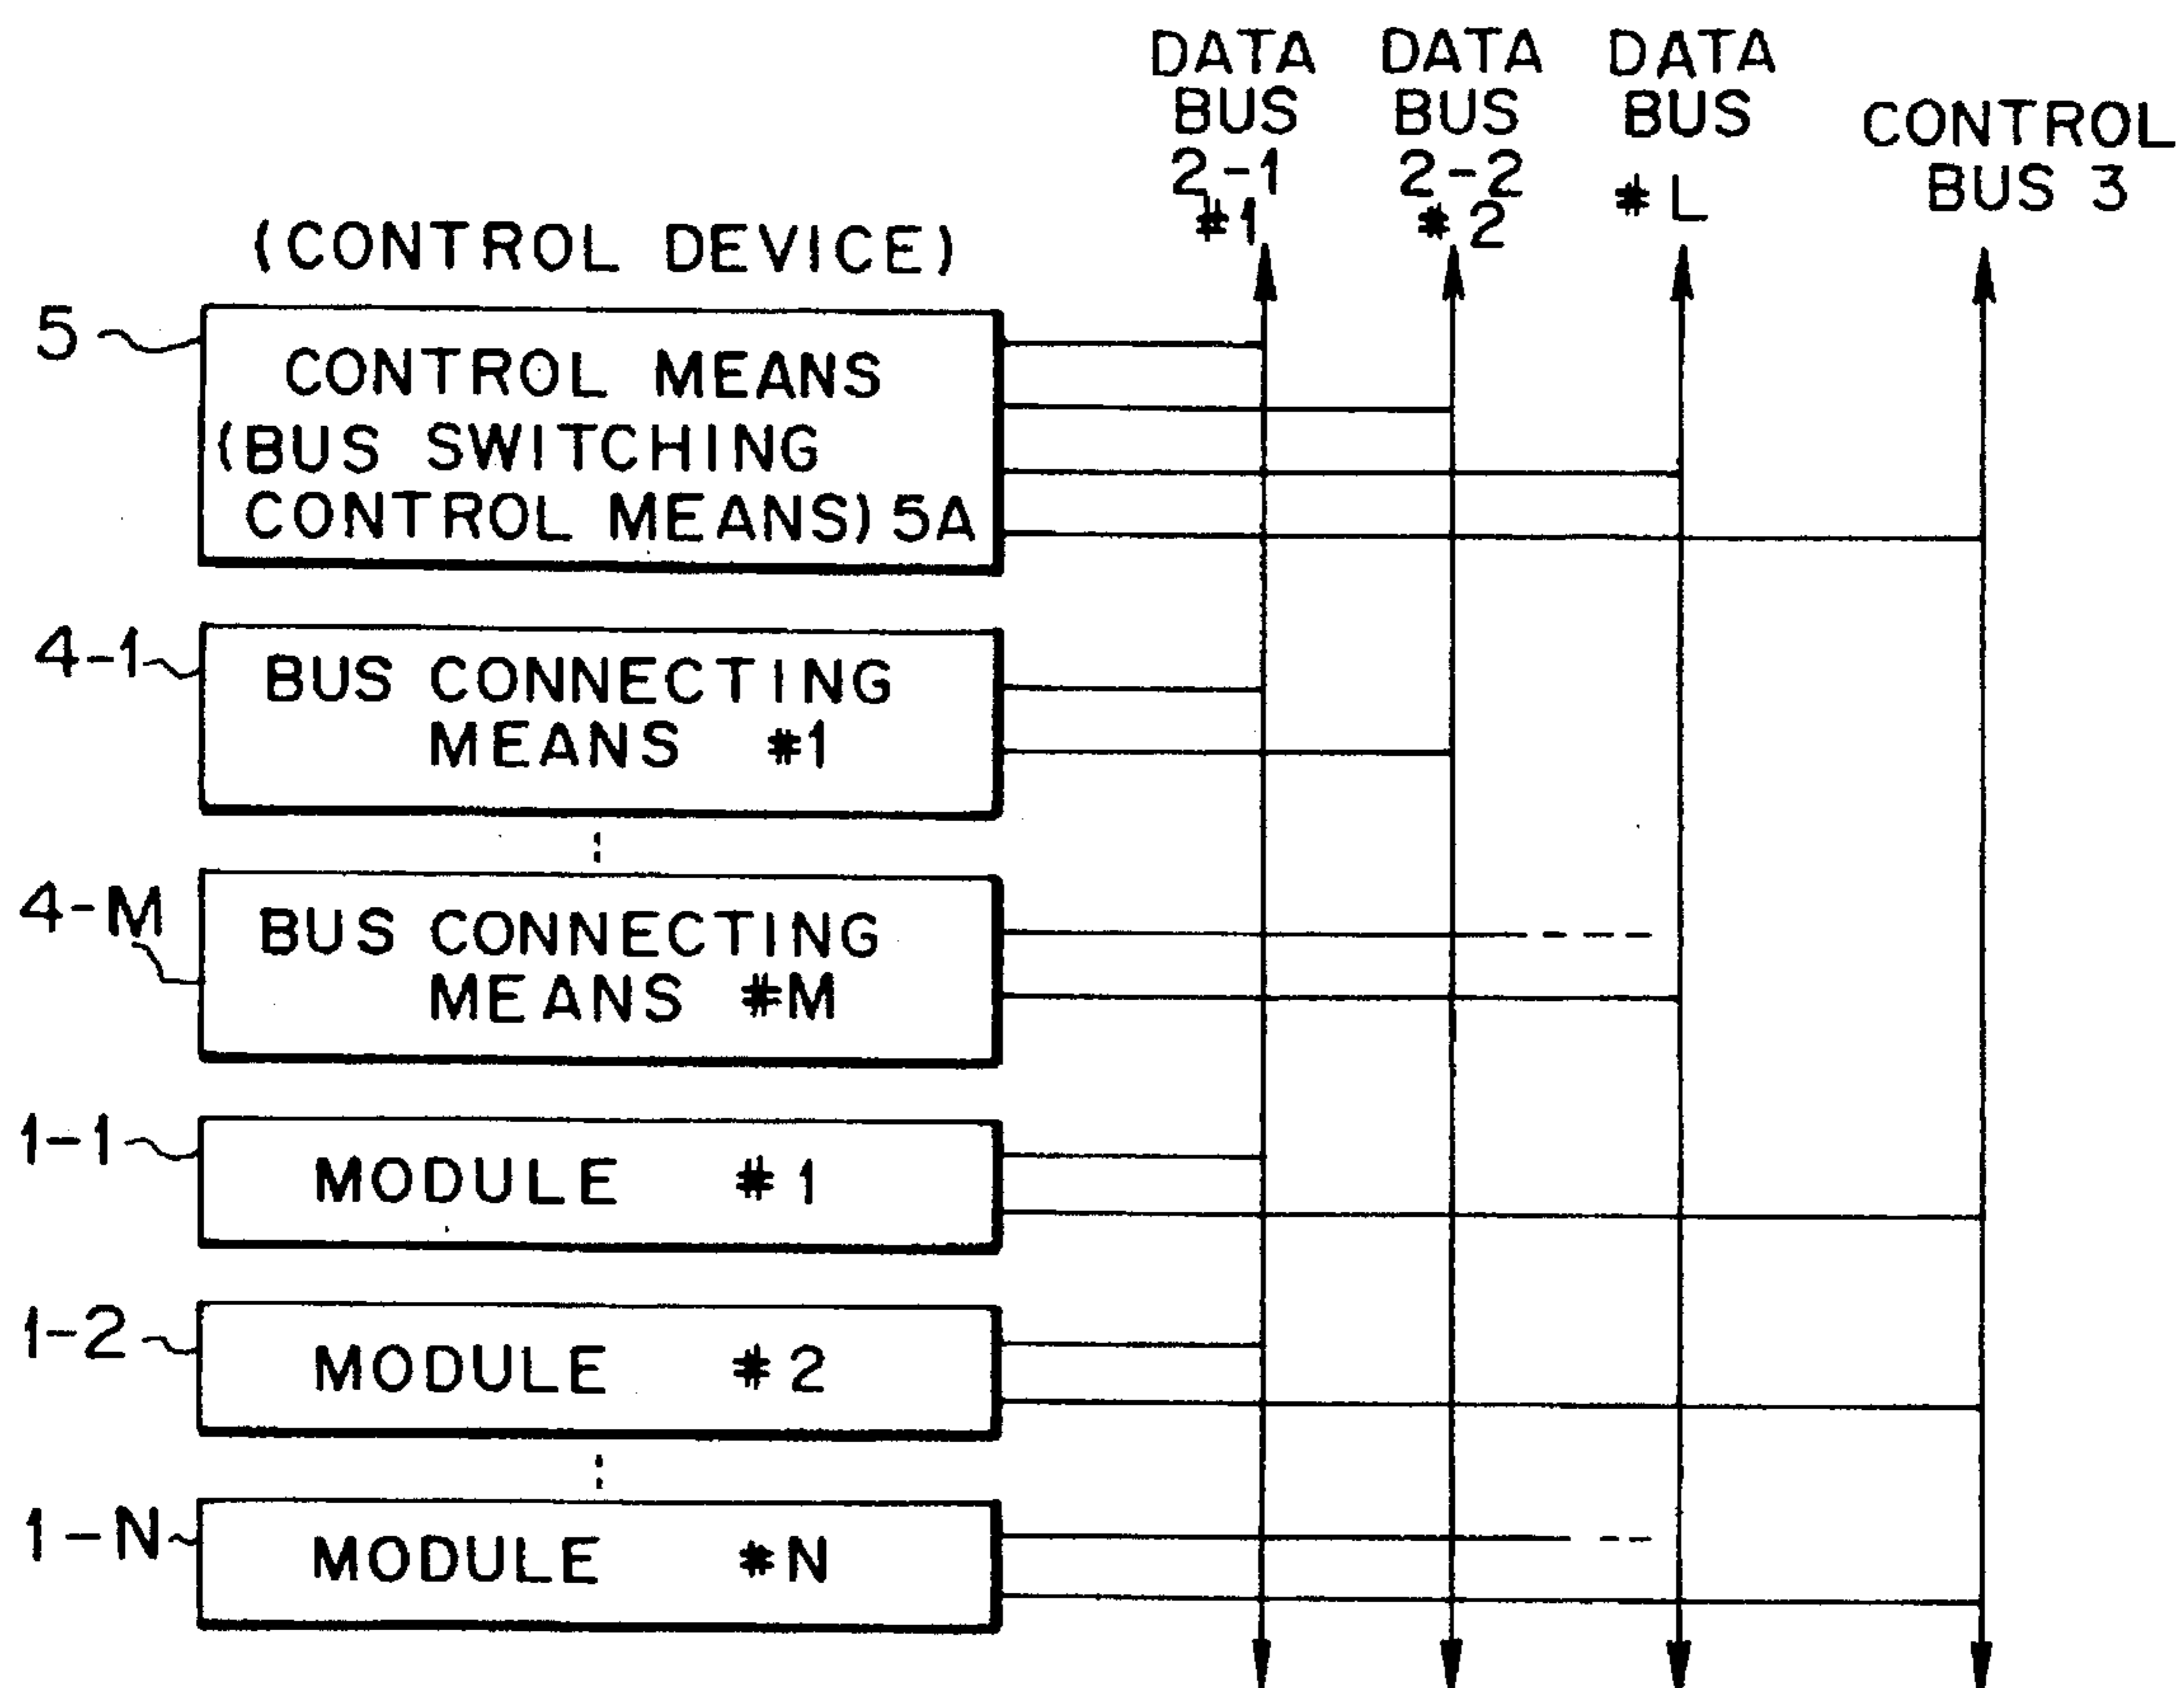 DATA
BUS
2-1
#1
DATA
BUS
2-2
#2
DATA
BUS
#L
CONTROL
BUS 3
(CONTROL DEVICE)
5
CONTROL MEANS
(BUS SWITCHING
CONTROL MEANS) 5A
4-1
BUS CONNECTING
MEANS #1
4-M
BUS CONNECTING
MEANS #M
1-1
MODULE #1
1-2
MODULE #2
1-N
MODULE #N